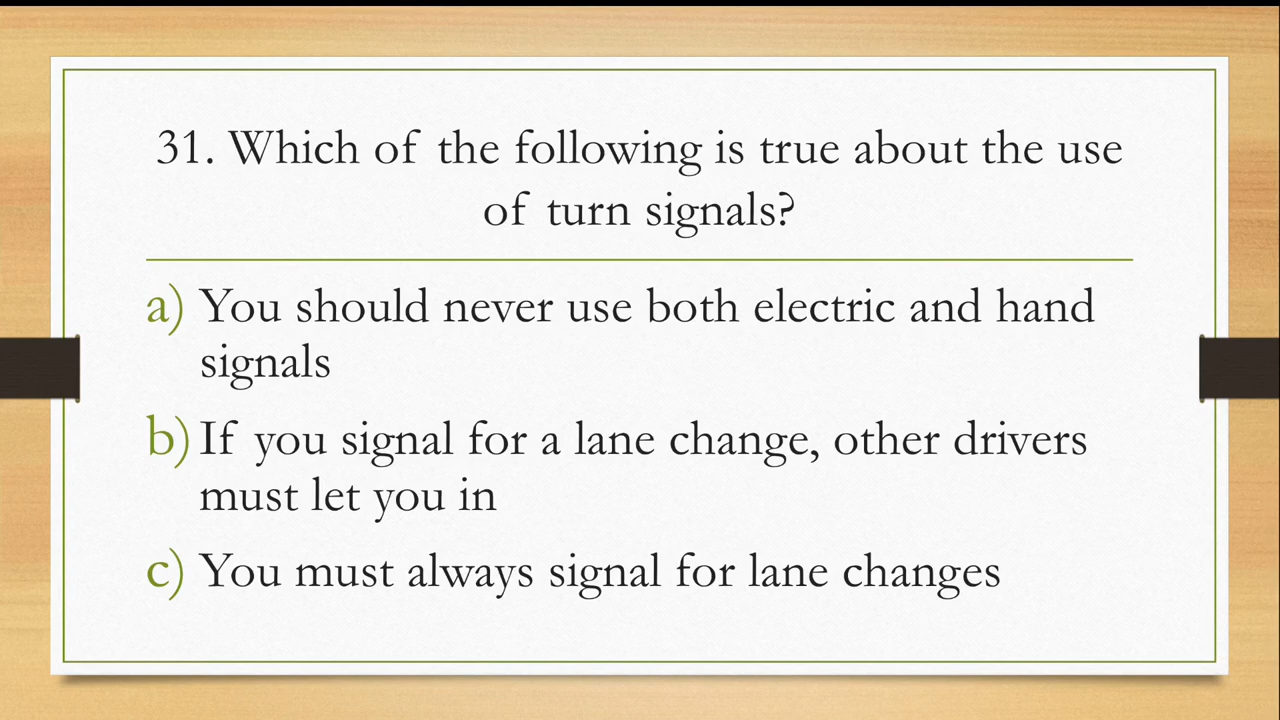 31. Which of the following is true about the use
of turn signals?
a) You should never use both electric and hand
signals
b) If you signal for a lane change, other drivers
must let you in
c) You must always signal for lane changes